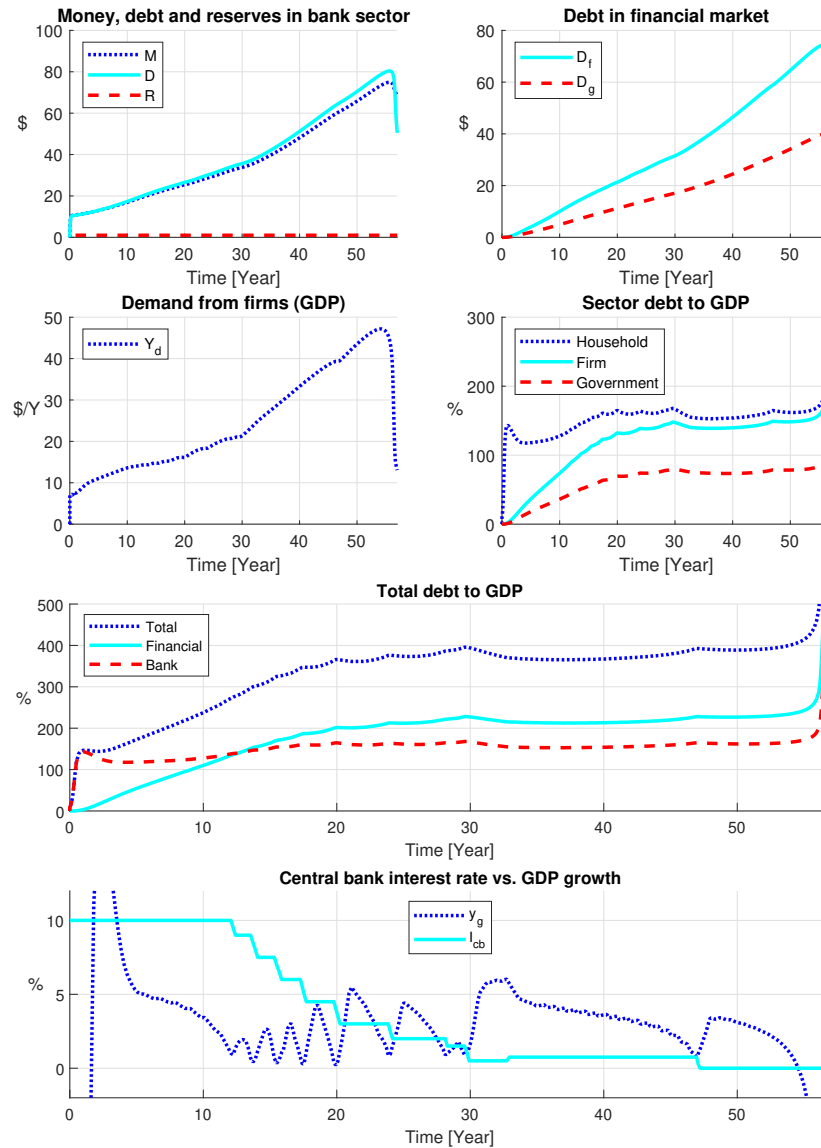 Money, debt and reserves in bank sector
100
80
60
40
20
0
$
M
D
R
0 10 20 30 40 50
Time [Year]
Debt in financial market
80
60
40
20
0
$
D_f
D_g
0 10 20 30 40 50
Time [Year]
Demand from firms (GDP)
50
40
30
20
10
0
$/Y
Y_d
0 10 20 30 40 50
Time [Year]
Sector debt to GDP
300
200
100
0
%
Household
Firm
Government
0 10 20 30 40 50
Time [Year]
Total debt to GDP
500
400
300
200
100
0
%
Total
Financial
Bank
0 10 20 30 40 50
Time [Year]
Central bank interest rate vs. GDP growth
10
5
0
%
y_g
I_cb
0 10 20 30 40 50
Time [Year]